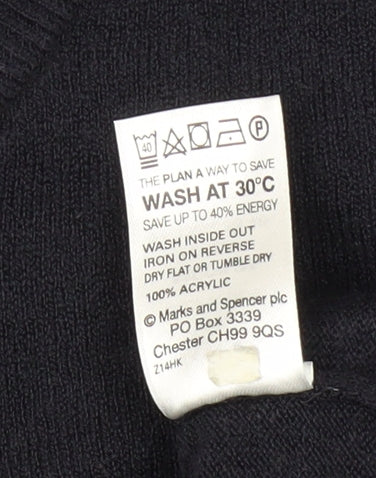 40 P
THE PLAN A WAY TO SAVE
WASH AT 30°C
SAVE UP TO 40% ENERGY
WASH INSIDE OUT
IRON ON REVERSE
DRY FLAT OR TUMBLE DRY
100% ACRYLIC
© Marks and Spencer plc
PO Box 3339
Chester CH99 9QS
Z14HK